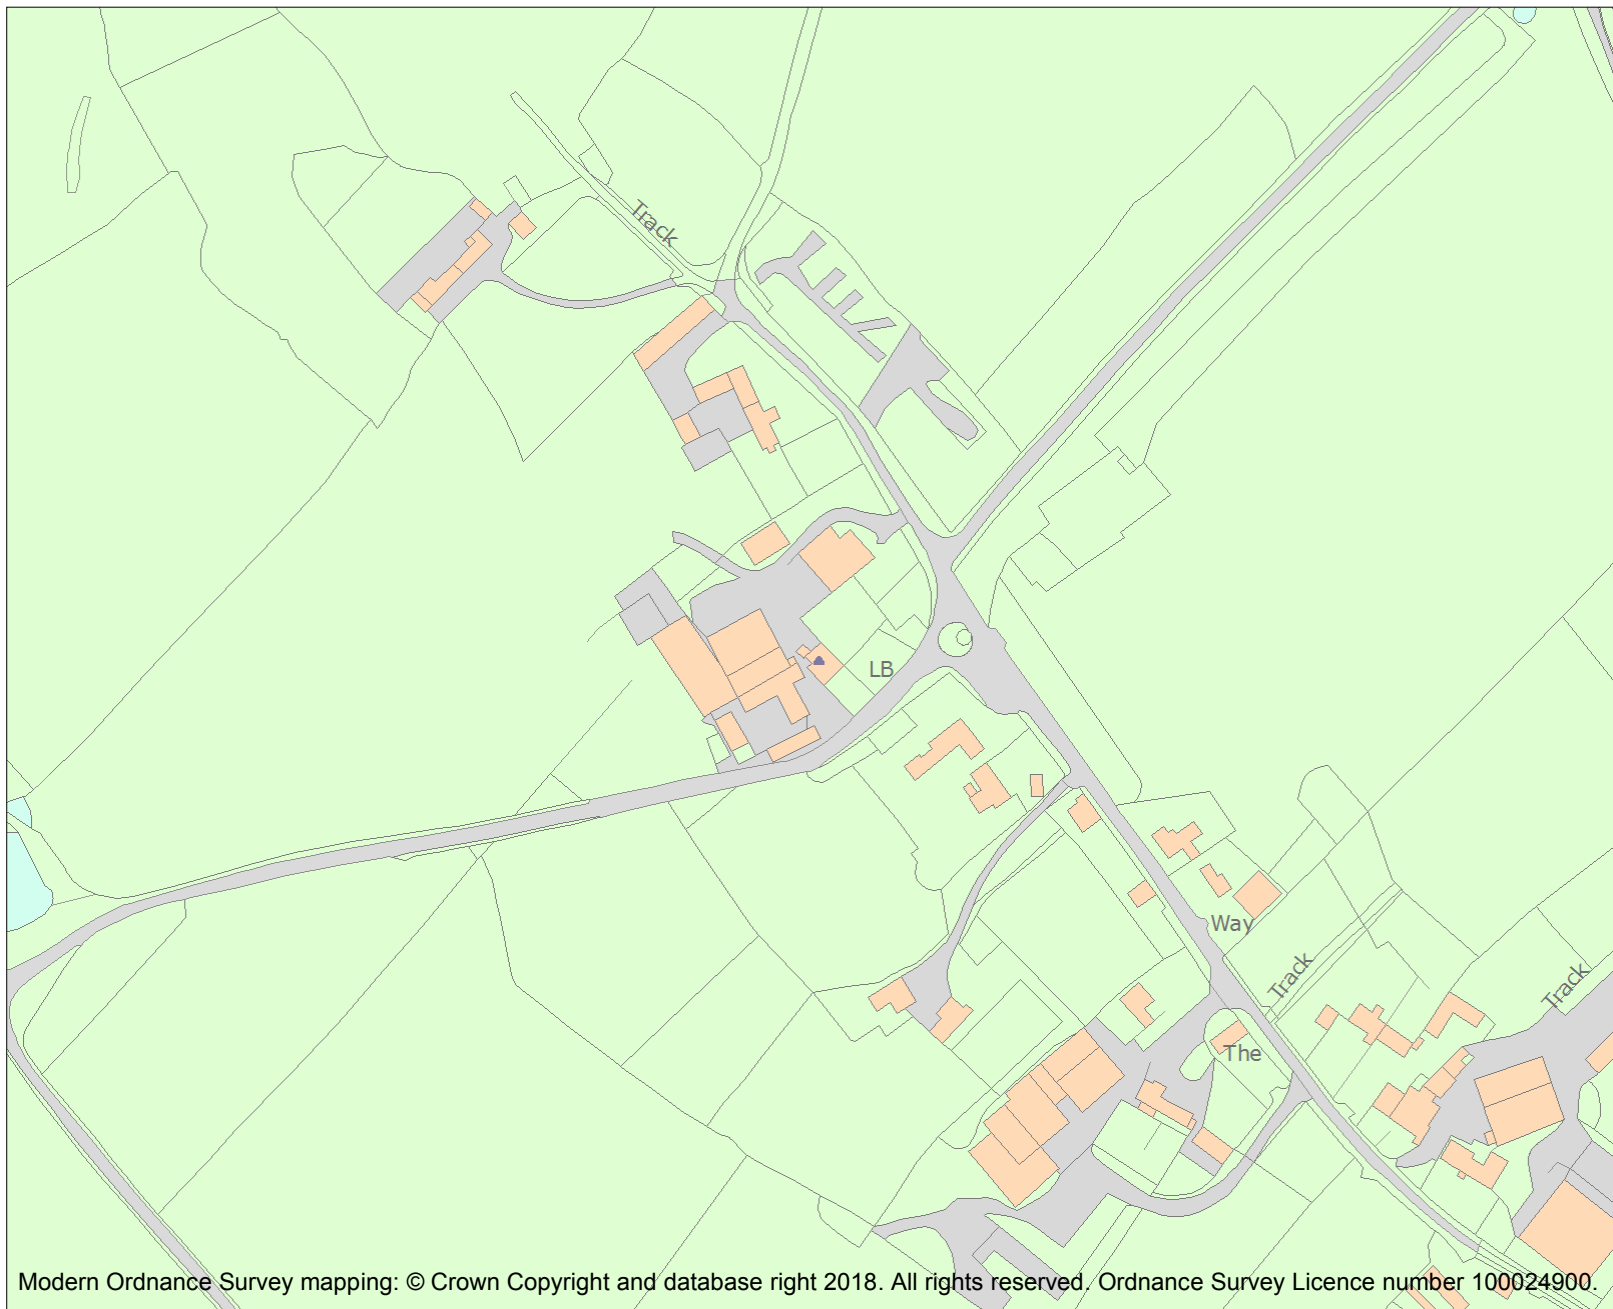 Track
LB
Way
Track
Track
The
Modern Ordnance Survey mapping: © Crown Copyright and database right 2018. All rights reserved. Ordnance Survey Licence number 100024900.